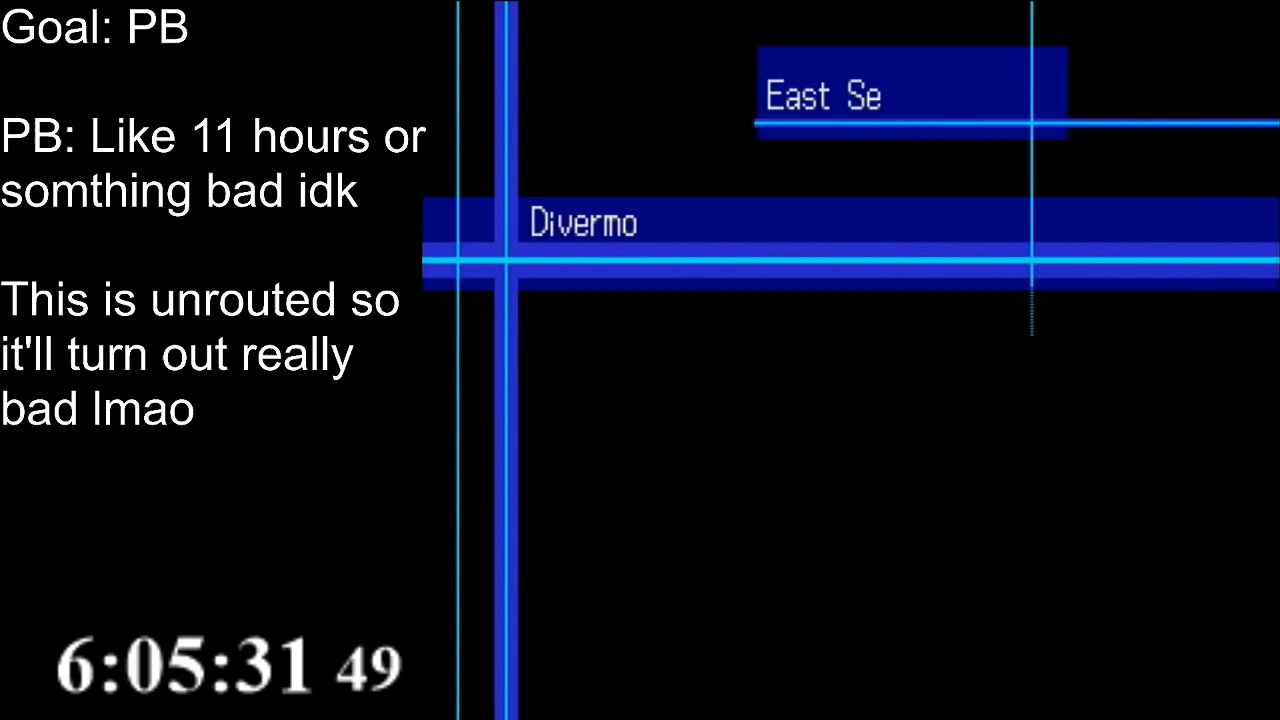 Goal: PB
PB: Like 11 hours or
somthing bad idk
This is unrouted so
it'll turn out really
bad lmao
East Se
Divermo
6:05:31 49